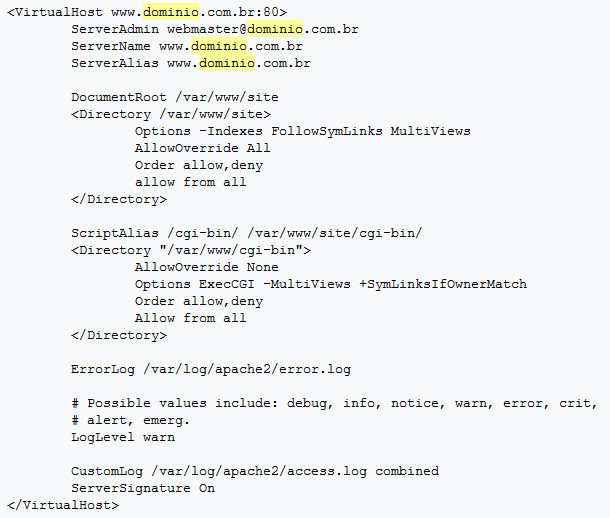 <VirtualHost www.dominio.com.br:80>
ServerAdmin webmaster@dominio.com.br
ServerName www.dominio.com.br
ServerAlias www.dominio.com.br
DocumentRoot /var/www/site
<Directory /var/www/site>
Options -Indexes FollowSymLinks MultiViews
AllowOverride All
Order allow,deny
allow from all
</Directory>
ScriptAlias /cgi-bin/ /var/www/site/cgi-bin/
<Directory "/var/www/cgi-bin">
AllowOverride None
Options ExecCGI -MultiViews +SymLinksIfOwnerMatch
Order allow,deny
Allow from all
</Directory>
ErrorLog /var/log/apache2/error.log
# Possible values include: debug, info, notice, warn, error, crit,
# alert, emerg.
LogLevel warn
CustomLog /var/log/apache2/access.log combined
ServerSignature On
</VirtualHost>